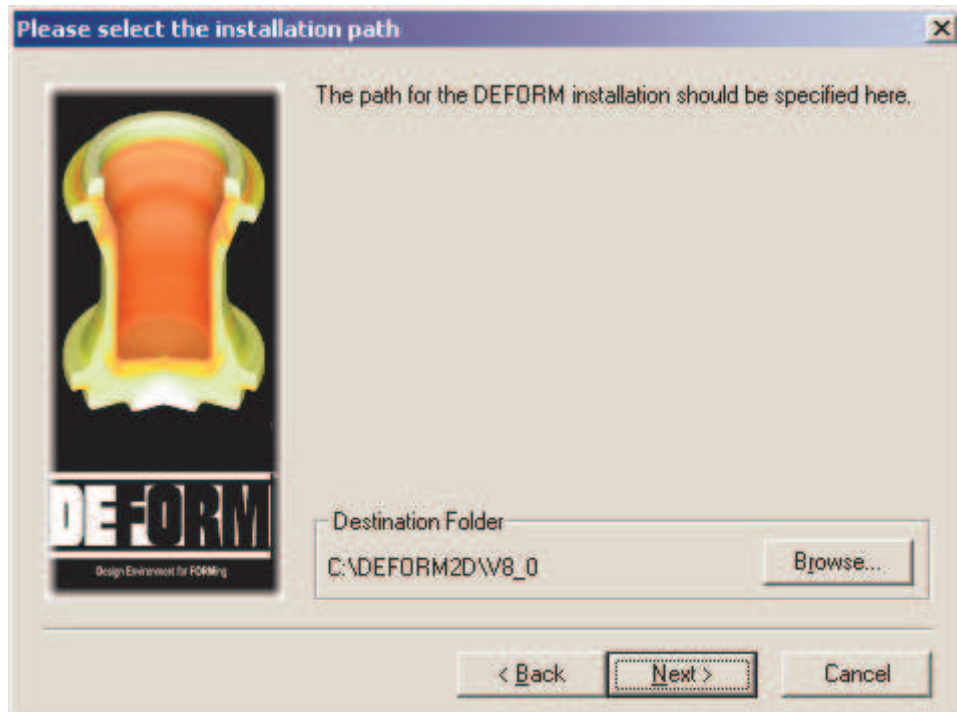 Please select the installation path
The path for the DEFORM installation should be specified here.
DEFORM
Design Environment for FORMing
Destination Folder
C:\DEFORM2D\V8_0
Browse...
< Back
Next >
Cancel